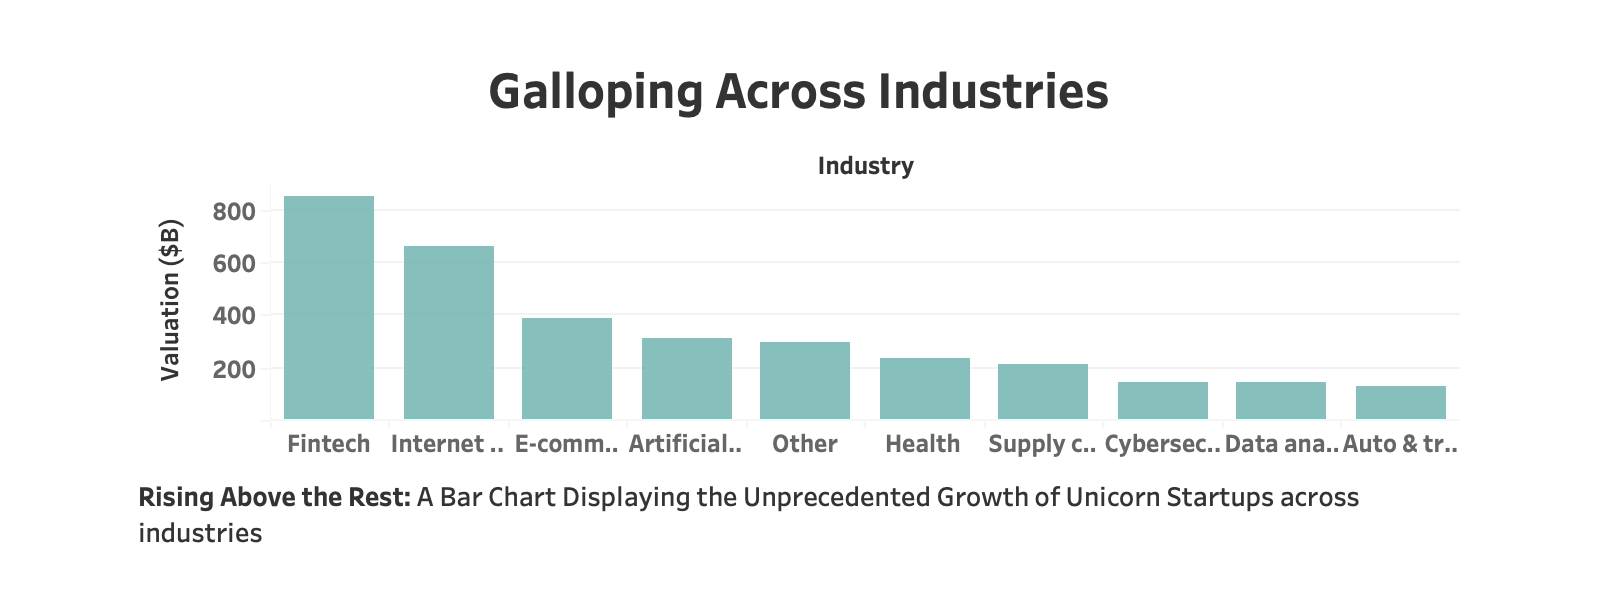 Galloping Across Industries
Industry
Valuation ($B)
800
600
400
200
Fintech Internet .. E-comm.. Artificial.. Other Health Supply c.. Cybersec.. Data ana.. Auto & tr..
Rising Above the Rest: A Bar Chart Displaying the Unprecedented Growth of Unicorn Startups across
industries